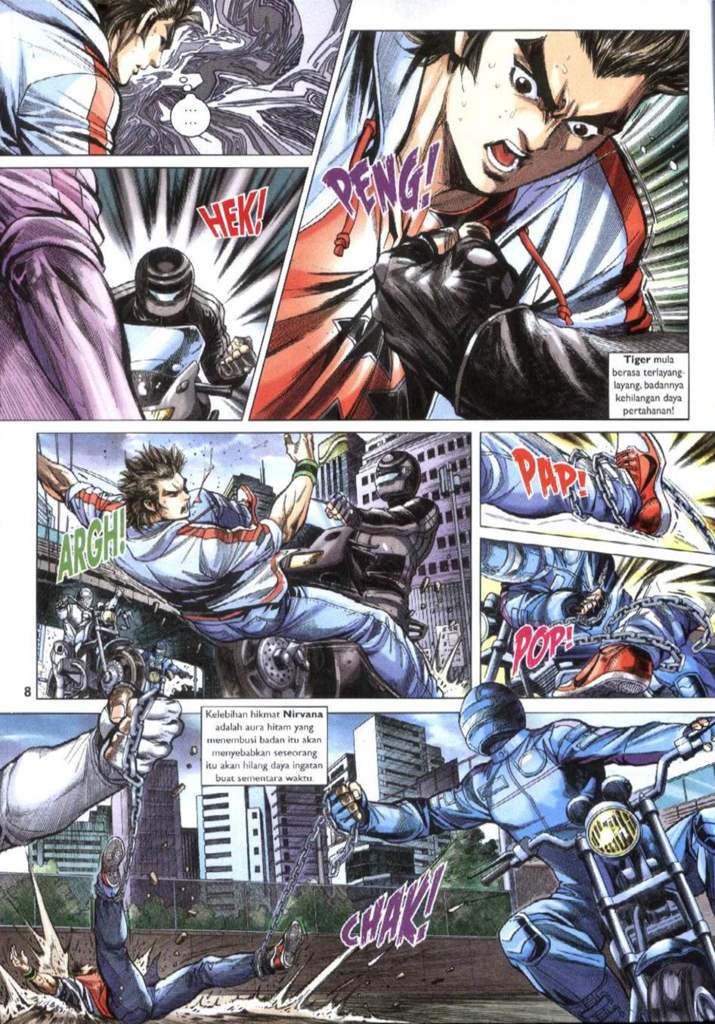 ...
HEK!
PENG!
Tiger mula
berasa terlayang-
layang, badannya
kehilangan daya
pertahanan!
ARGH!
PAP!
POP!
8
Kelebihan hikmat Nirvana
adalah aura hitam yang
menembusi badan itu akan
menyebabkan seseorang
itu akan hilang daya ingatan
buat sementara waktu.
CHAK!